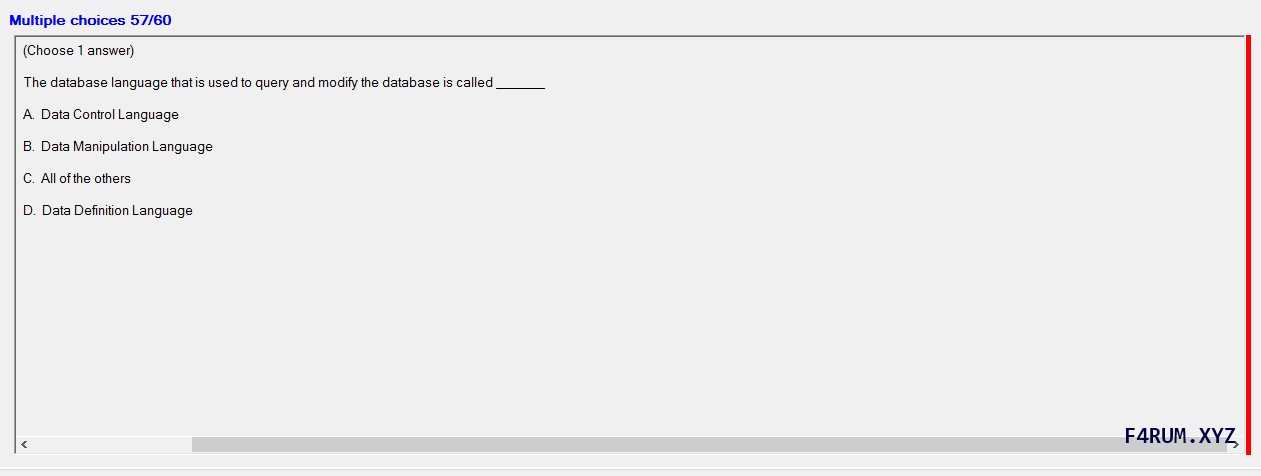 Multiple choices 57/60
(Choose 1 answer)
The database language that is used to query and modify the database is called _______
A. Data Control Language
B. Data Manipulation Language
C. All of the others
D. Data Definition Language
F4RUM.XYZ